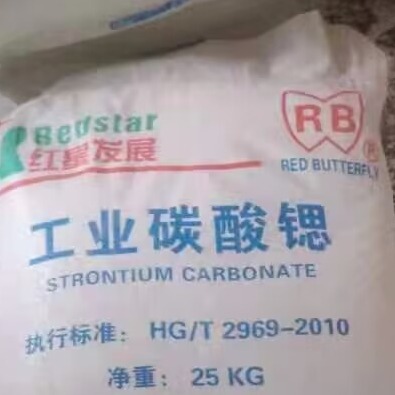 Redstar
红星发展
RB
®
RED BUTTERFLY
工业碳酸锶
STRONTIUM CARBONATE
执行标准: HG/T 2969-2010
净重: 25 KG